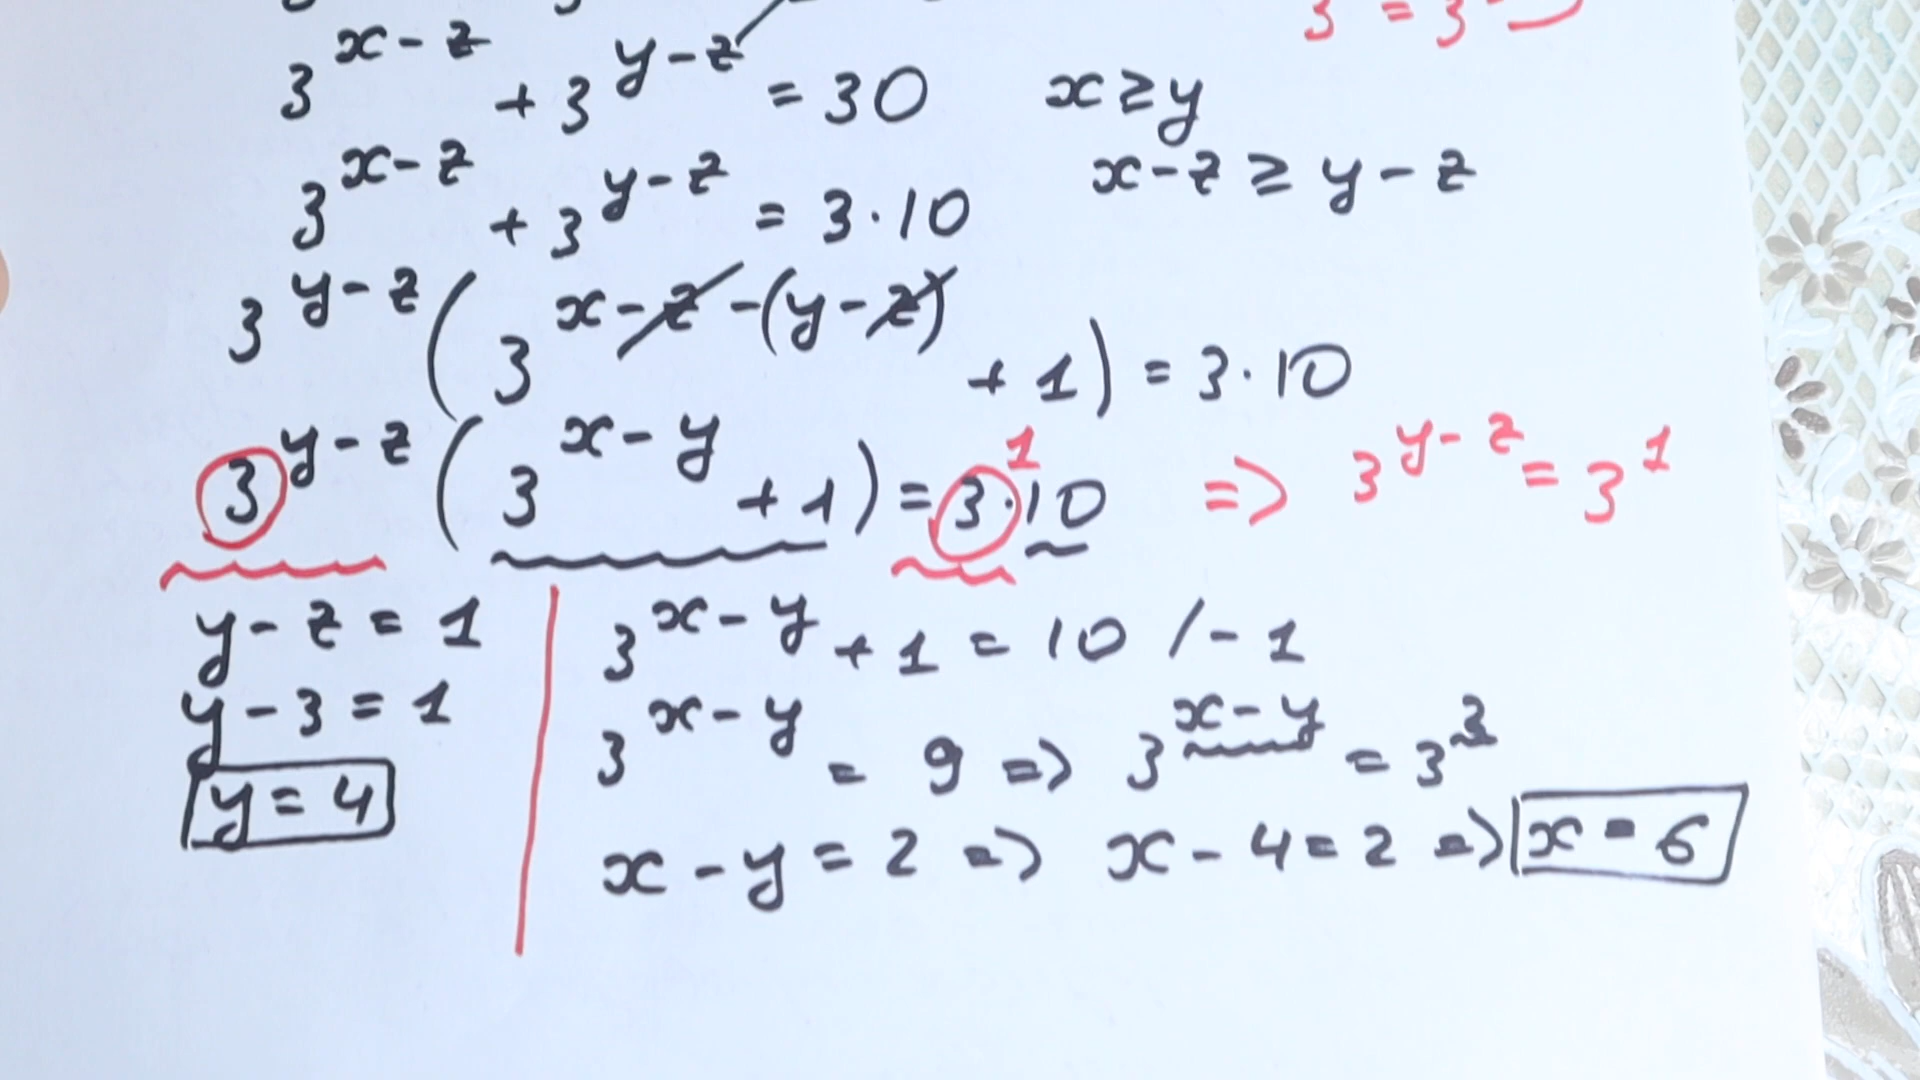 3 = 3
3^{x-z} + 3^{y-z} = 30 x ≥ y
3^{x-z} + 3^{y-z} = 3·10 x-z ≥ y-z
3^{y-z}(3^{x-z-(y-z)} + 1) = 3·10
3^{y-z}(3^{x-y} + 1) = 3^1·10 => 3^{y-z} = 3^1
y-z = 1
y-3 = 1
y = 4
3^{x-y} + 1 = 10 /-1
3^{x-y} = 9 => 3^{x-y} = 3^2
x-y = 2 => x-4 = 2 => x = 6